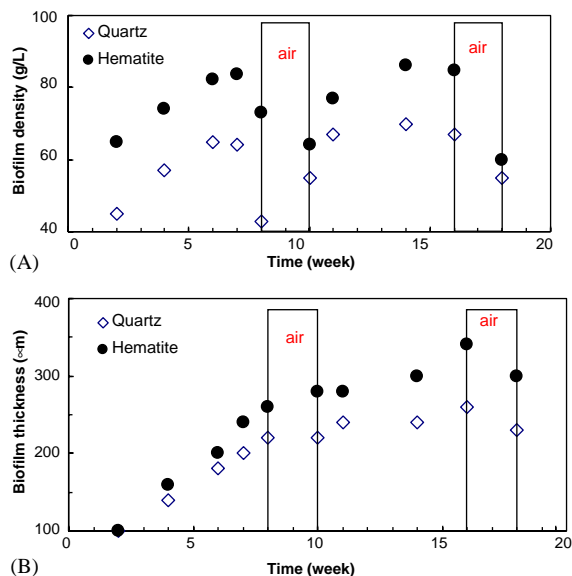 Quartz
Hematite
air
air
100
80
60
40
Biofilm density (g/L)
0
5
10
15
20
Time (week)
(A)
Quartz
Hematite
air
air
400
300
200
100
Biofilm thickness (∝m)
0
5
10
15
20
Time (week)
(B)